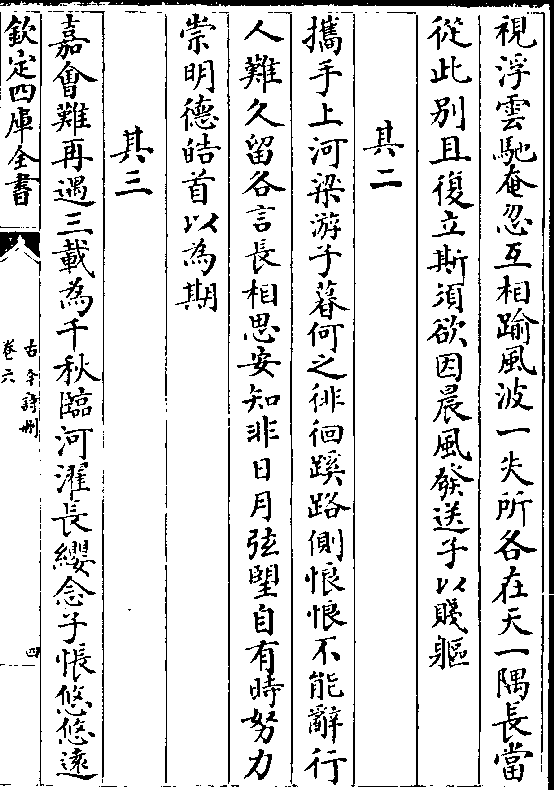 視浮雲馳奄忽互相踰風波一失所各在天一隅長當
從此别且復立斯須欲因晨風發送子以賤軀
其二
攜手上河梁游子暮何之徘徊蹊路側悢悢不能辭行
人難久留各言長相思安知非日月弦望自有時努力
崇明德皓首以為期
其三
嘉會難再遇三載為千秋臨河濯長纓念子悵悠悠遠
欽定四庫全書
古今詩刪
卷六
四